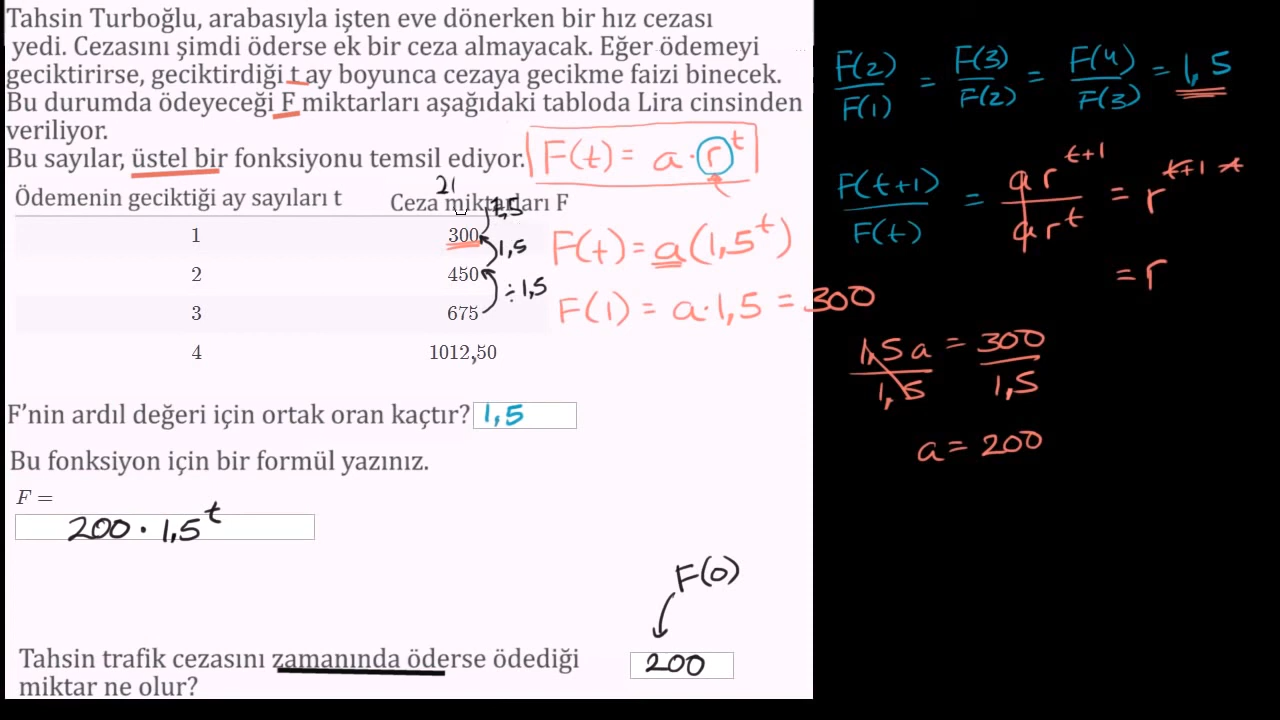 Tahsin Turboğlu, arabasıyla işten eve dönerken bir hız cezası
yedi. Cezasını şimdi öderse ek bir ceza almayacak. Eğer ödemeyi
geciktirirse, geciktirdiği t ay boyunca cezaya gecikme faizi binecek.
Bu durumda ödeyeceği F miktarları aşağıdaki tabloda Lira cinsinden
veriliyor.
Bu sayılar, üstel bir fonksiyonu temsil ediyor.
F(t) = a · r^t
Ödemenin geciktiği ay sayıları t
Ceza miktarları F
1 300
2 450
3 675
4 1012,50
1,5
÷1,5
F(t) = a(1,5^t)
F(1) = a·1,5 = 300
F'nin ardıl değeri için ortak oran kaçtır? 1,5
Bu fonksiyon için bir formül yazınız.
F =
200 · 1,5^t
F(0)
Tahsin trafik cezasını zamanında öderse ödediği
miktar ne olur?
200
F(2)/F(1) = F(3)/F(2) = F(4)/F(3) = 1,5
F(t+1)/F(t) = ar^t+1/ar^t = r^t+1-t
= r
1,5a/1,5 = 300/1,5
a = 200